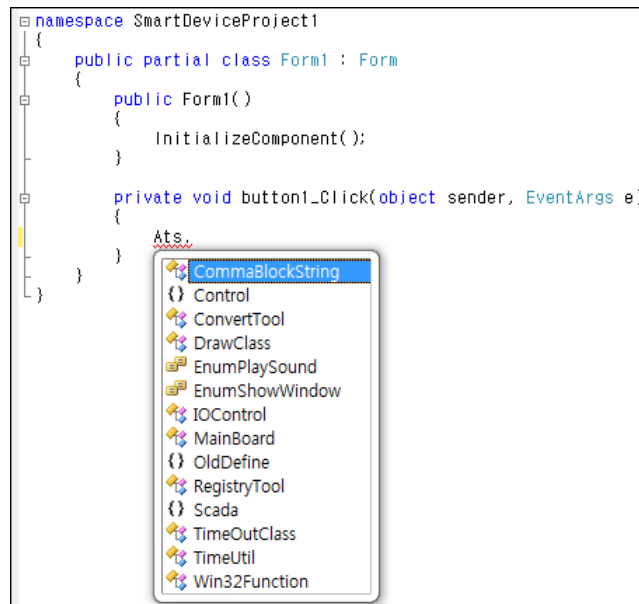 namespace SmartDeviceProject1
{
    public partial class Form1 : Form
    {
        public Form1()
        {
            InitializeComponent();
        }

        private void button1_Click(object sender, EventArgs e)
        {
            Ats.
        }
    }
}
CommaBlockString
{} Control
ConvertTool
DrawClass
EnumPlaySound
EnumShowWindow
IOControl
MainBoard
{} OldDefine
RegistryTool
{} Scada
TimeOutClass
TimeUtil
Win32Function